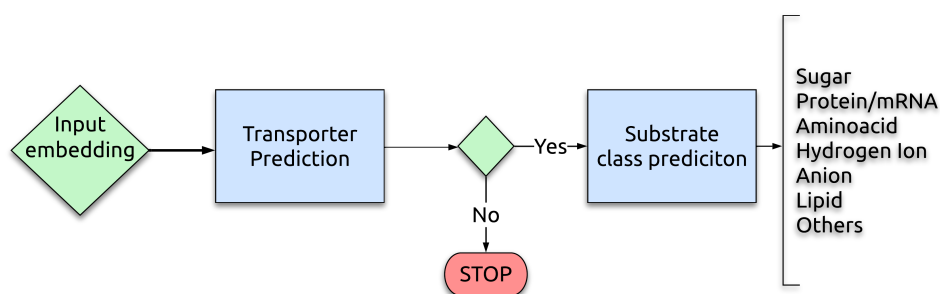 Input
embedding
Transporter
Prediction
Yes
No
STOP
Substrate
class prediciton
Sugar
Protein/mRNA
Aminoacid
Hydrogen Ion
Anion
Lipid
Others